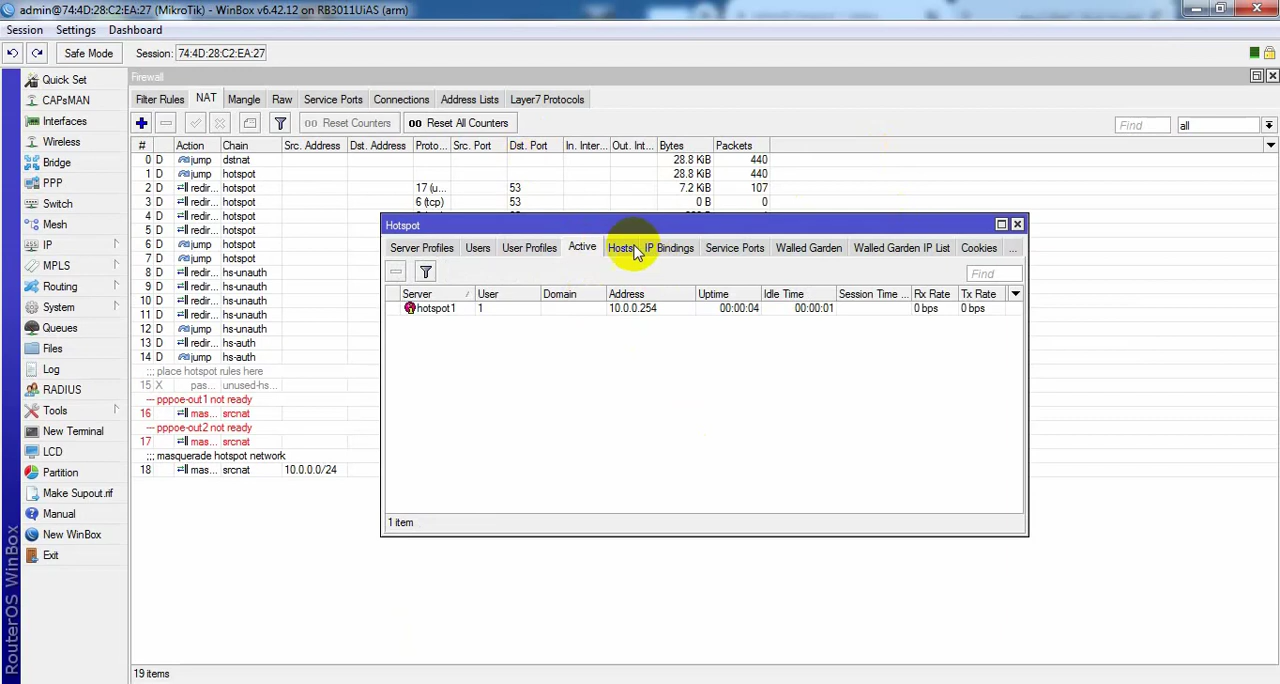 admin@74:4D:28:C2:EA:27 (MikroTik) - WinBox v6.42.12 on RB3011UiAS (arm)
Session Settings Dashboard
Safe Mode Session: 74:4D:28:C2:EA:27
Quick Set
CAPsMAN
Interfaces
Wireless
Bridge
PPP
Switch
Mesh
IP
MPLS
Routing
System
Queues
Files
Log
RADIUS
Tools
New Terminal
LCD
Partition
Make Supout.rif
Manual
New WinBox
Exit
RouterOS WinBox
Firewall
Filter Rules NAT Mangle Raw Service Ports Connections Address Lists Layer7 Protocols
00 Reset Counters 00 Reset All Counters Find all
# Action Chain Src. Address Dst. Address Proto... Src. Port Dst. Port In. Inter... Out. Int... Bytes Packets
0 D jump dstnat 28.8 KiB 440
1 D jump hotspot 28.8 KiB 440
2 D redir... hotspot 17 (u... 53 7.2 KiB 107
3 D redir... hotspot 6 (tcp) 53 0 B 0
4 D redir... hotspot
5 D redir... hotspot
6 D jump hotspot
7 D jump hotspot
8 D redir... hs-unauth
9 D redir... hs-unauth
10 D redir... hs-unauth
11 D redir... hs-unauth
12 D jump hs-unauth
13 D redir... hs-auth
14 D jump hs-auth
;;; place hotspot rules here
15 X pas... unused-hs...
--- pppoe-out1 not ready
16 mas... srcnat
--- pppoe-out2 not ready
17 mas... srcnat
;;; masquerade hotspot network
18 mas... srcnat 10.0.0.0/24
19 items
Hotspot
Server Profiles Users User Profiles Active Hosts IP Bindings Service Ports Walled Garden Walled Garden IP List Cookies ...
Find
Server User Domain Address Uptime Idle Time Session Time ... Rx Rate Tx Rate
hotspot1 1 10.0.0.254 00:00:04 00:00:01 0 bps 0 bps
1 item